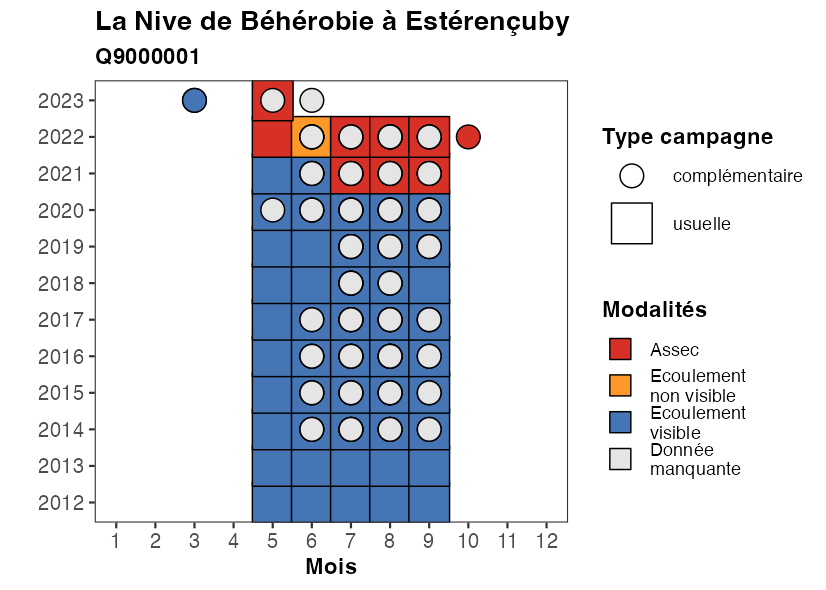 La Nive de Béhérobie à Estérençuby
Q9000001
2023
2022
2021
2020
2019
2018
2017
2016
2015
2014
2013
2012
1 2 3 4 5 6 7 8 9 10 11 12
Mois
Type campagne
complémentaire
usuelle
Modalités
Assec
Ecoulement
non visible
Ecoulement
visible
Donnée
manquante